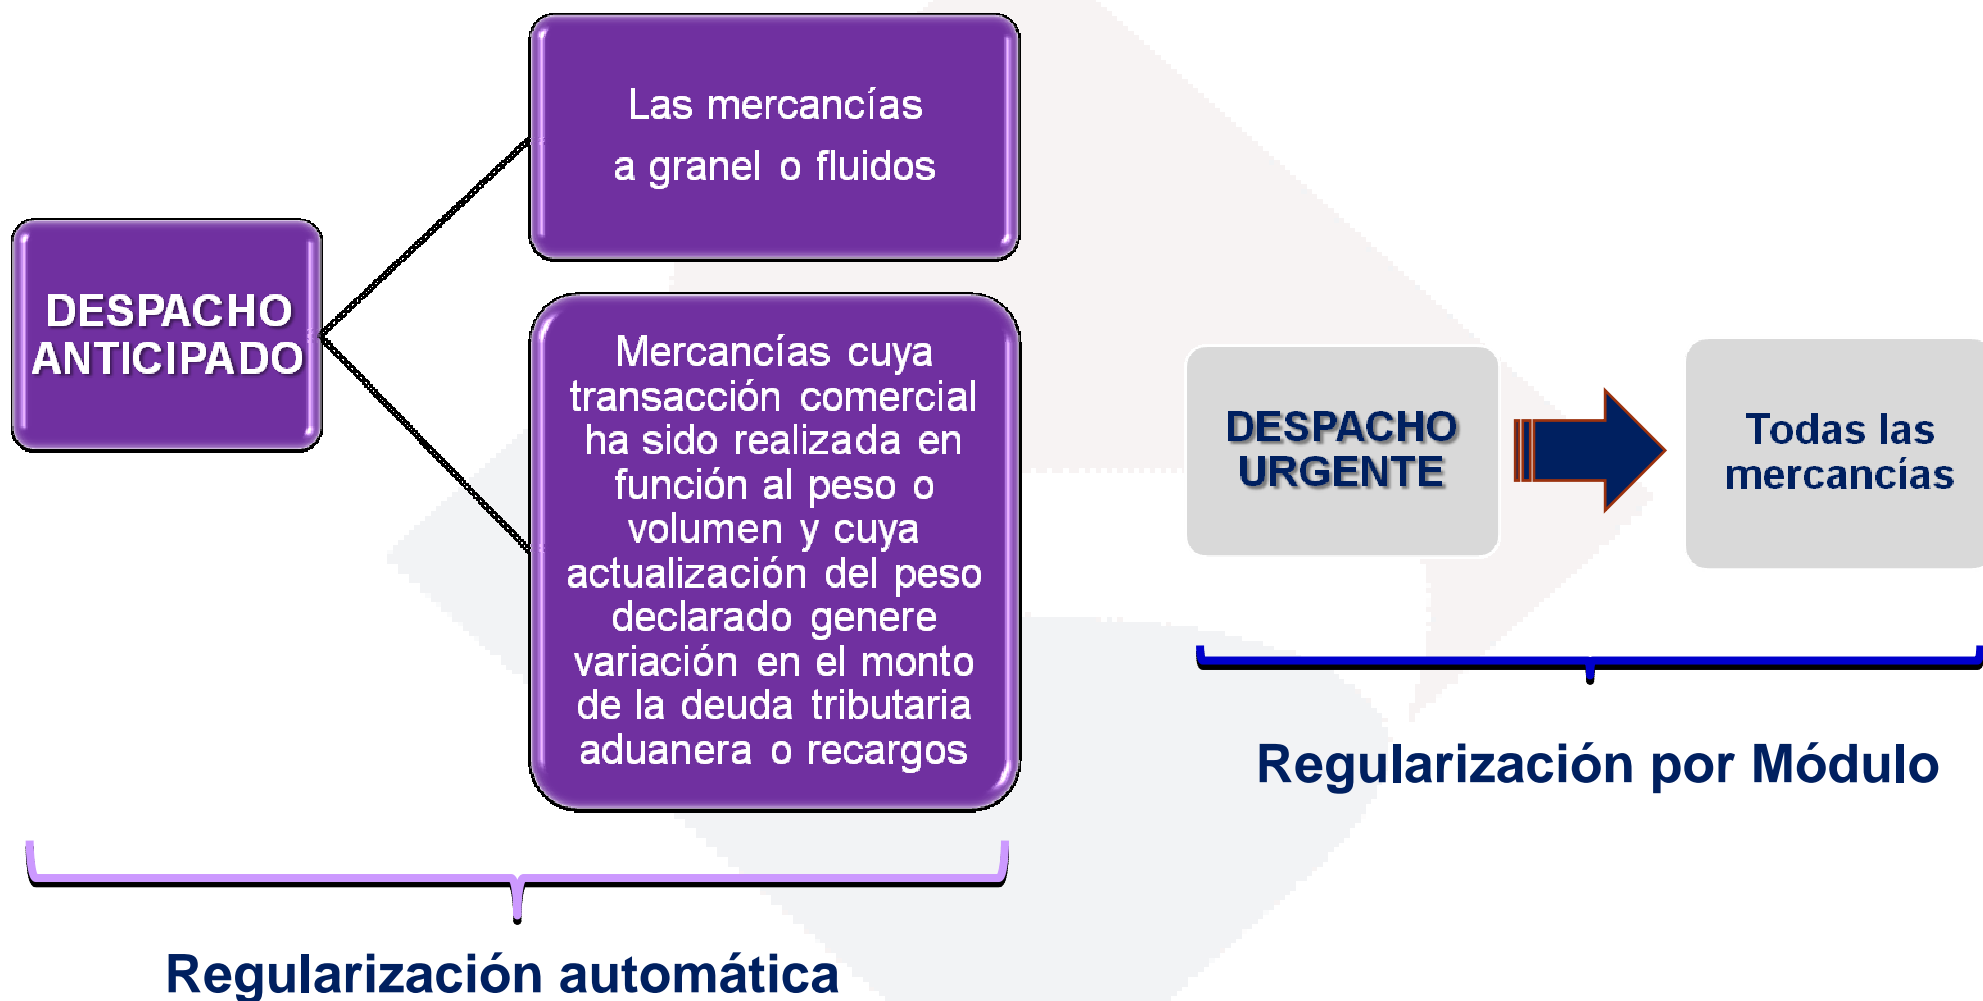 Las mercancías
a granel o fluidos
DESPACHO
ANTICIPADO
Mercancías cuya
transacción comercial
ha sido realizada en
función al peso o
volumen y cuya
actualización del peso
declarado genere
variación en el monto
de la deuda tributaria
aduanera o recargos
Regularización automática
DESPACHO
URGENTE
Todas las
mercancías
Regularización por Módulo